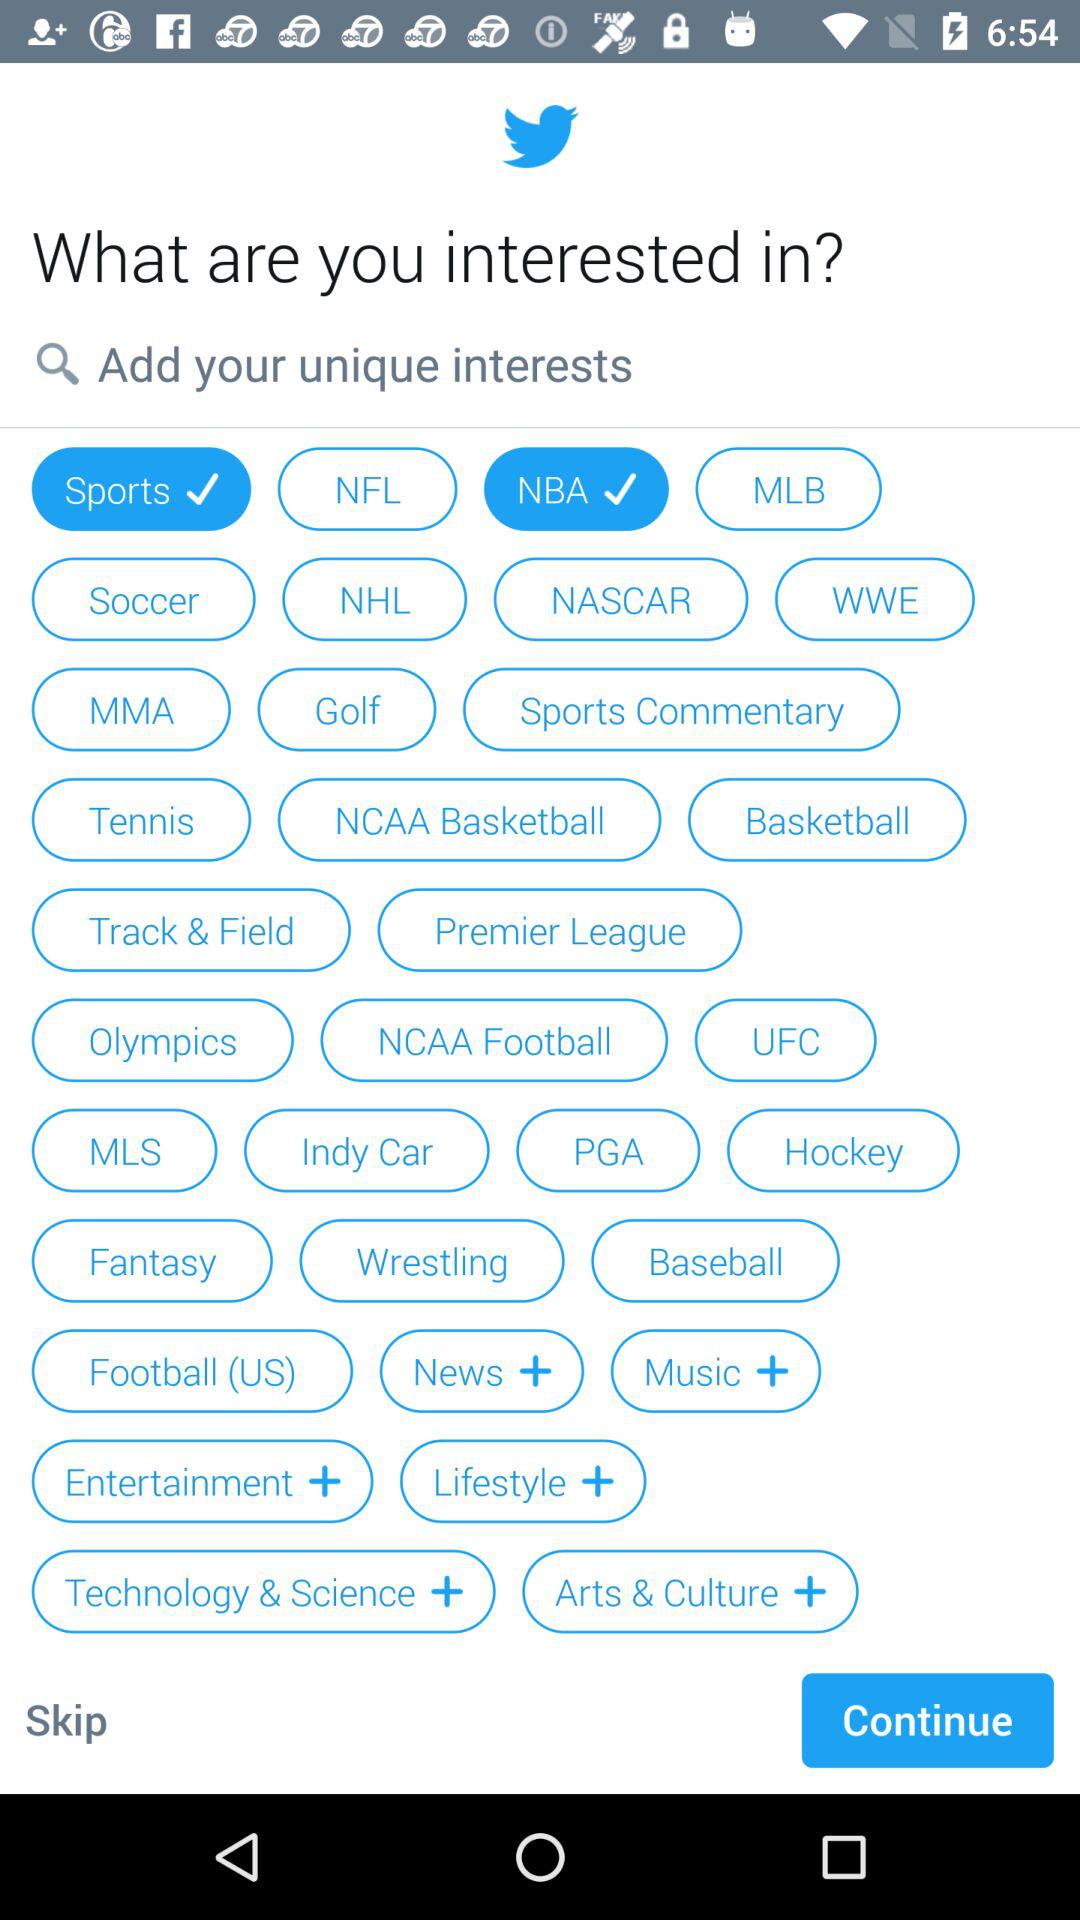 6:54
What are you interested in?
Add your unique interests
Sports NFL NBA MLB
Soccer NHL NASCAR WWE
MMA Golf Sports Commentary
Tennis NCAA Basketball Basketball
Track & Field Premier League
Olympics NCAA Football UFC
MLS Indy Car PGA Hockey
Fantasy Wrestling Baseball
Football (US) News + Music +
Entertainment + Lifestyle +
Technology & Science + Arts & Culture +
Skip Continue